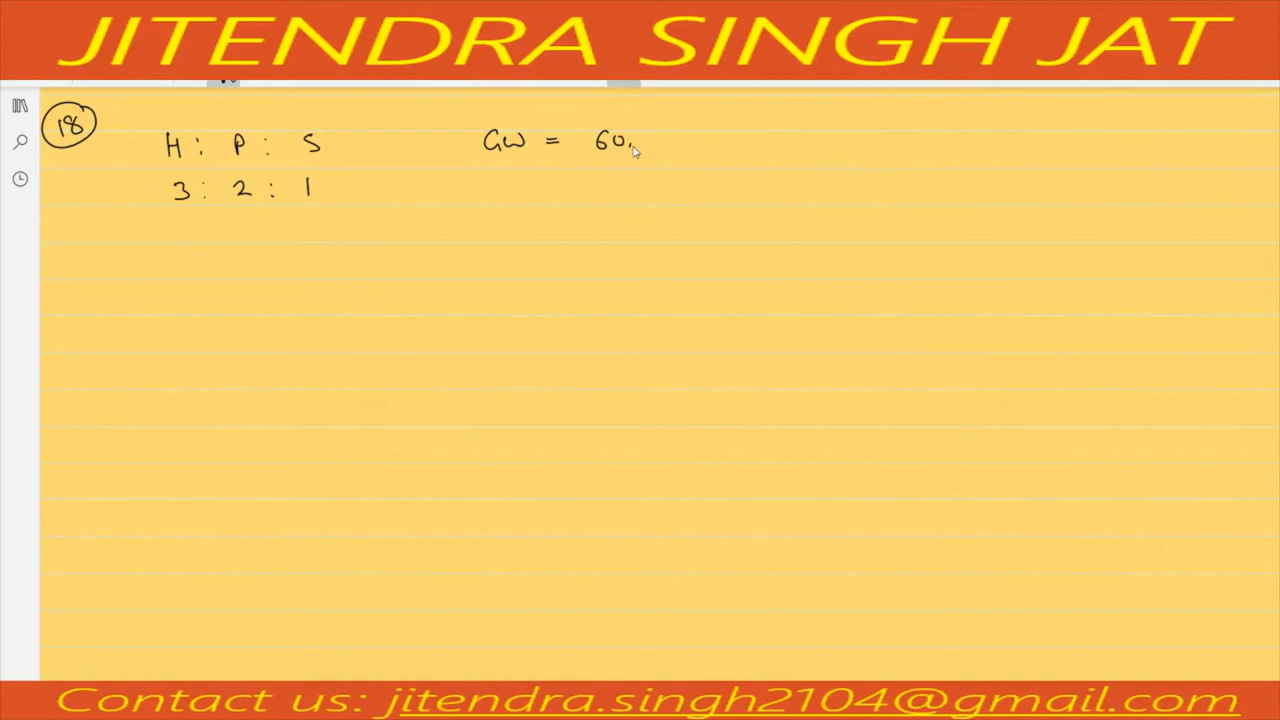 JITENDRA SINGH JAT
18
H : P : S
3 : 2 : 1
GW = 60,
Contact us: jitendra.singh2104@gmail.com